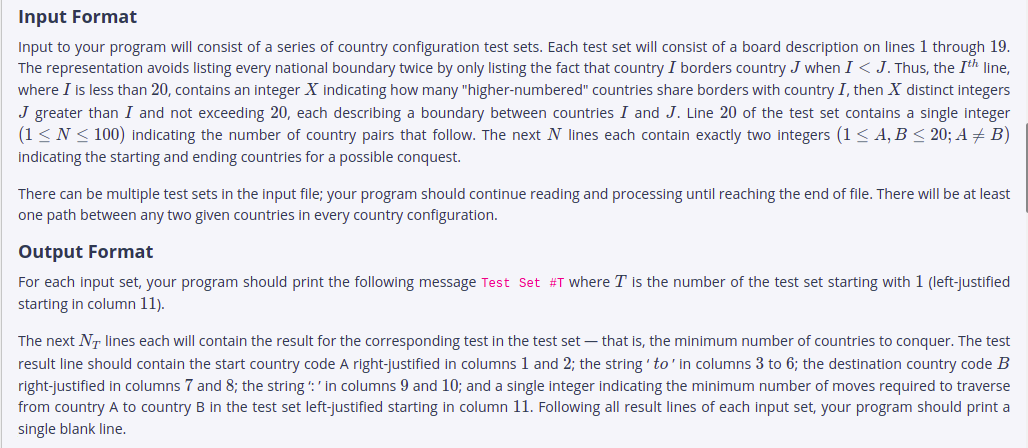 Input Format
Input to your program will consist of a series of country configuration test sets. Each test set will consist of a board description on lines 1 through 19.
The representation avoids listing every national boundary twice by only listing the fact that country I borders country J when I < J. Thus, the Ith line,
where I is less than 20, contains an integer X indicating how many "higher-numbered" countries share borders with country I, then X distinct integers
J greater than I and not exceeding 20, each describing a boundary between countries I and J. Line 20 of the test set contains a single integer
(1 ≤ N ≤ 100) indicating the number of country pairs that follow. The next N lines each contain exactly two integers (1 ≤ A, B ≤ 20; A ≠ B)
indicating the starting and ending countries for a possible conquest.
There can be multiple test sets in the input file; your program should continue reading and processing until reaching the end of file. There will be at least
one path between any two given countries in every country configuration.
Output Format
For each input set, your program should print the following message Test Set #T where T is the number of the test set starting with 1 (left-justified
starting in column 11).
The next N_T lines each will contain the result for the corresponding test in the test set — that is, the minimum number of countries to conquer. The test
result line should contain the start country code A right-justified in columns 1 and 2; the string ' to ' in columns 3 to 6; the destination country code B
right-justified in columns 7 and 8; the string ': ' in columns 9 and 10; and a single integer indicating the minimum number of moves required to traverse
from country A to country B in the test set left-justified starting in column 11. Following all result lines of each input set, your program should print a
single blank line.